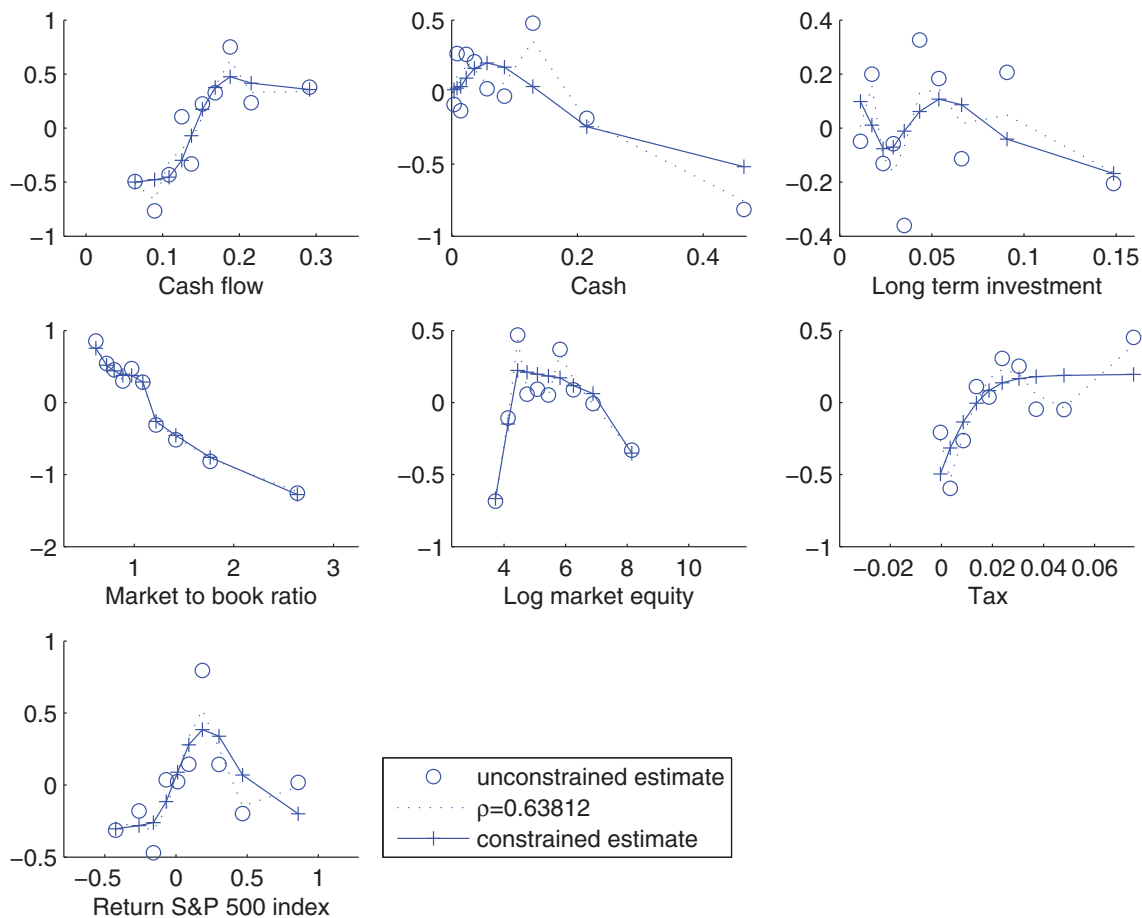 1
0.5
0
−0.5
−1
0 0.1 0.2 0.3
Cash flow
0.5
0
−0.5
−1
0 0.2 0.4
Cash
0.4
0.2
0
−0.2
−0.4
0 0.05 0.1 0.15
Long term investment
1
0
−1
−2
1 2 3
Market to book ratio
0.5
0
−0.5
−1
4 6 8 10
Log market equity
0.5
0
−0.5
−1
−0.02 0 0.02 0.04 0.06
Tax
1
0.5
0
−0.5
−0.5 0 0.5 1
Return S&P 500 index
unconstrained estimate
ρ=0.63812
constrained estimate